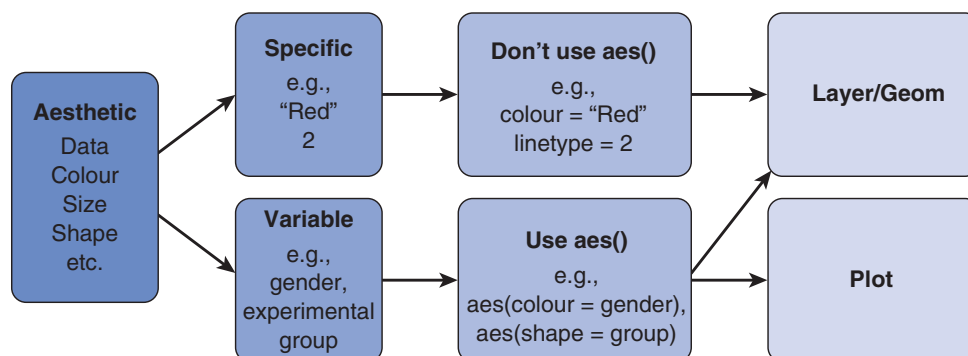 Aesthetic
Data
Colour
Size
Shape
etc.
Specific
e.g.,
“Red”
2
Don’t use aes()
e.g.,
colour = “Red”
linetype = 2
Layer/Geom
Variable
e.g.,
gender,
experimental
group
Use aes()
e.g.,
aes(colour = gender),
aes(shape = group)
Plot